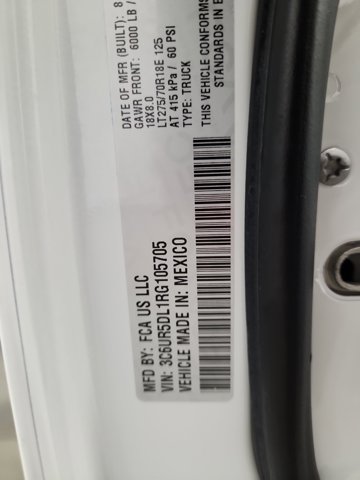 MFD BY: FCA US LLC
VIN: 3C6UR5DL1RG105705
VEHICLE MADE IN: MEXICO
DATE OF MFR (BUILT): 8
GAWR FRONT: 6000 LB /
18X8.0
LT275/70R18E 125
AT 415 kPa / 60 PSI
TYPE: TRUCK
THIS VEHICLE CONFORMS
STANDARDS IN E